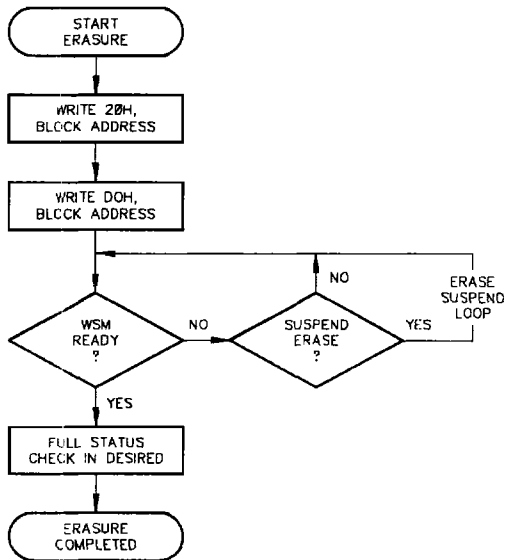 START
ERASURE
WRITE 20H,
BLOCK ADDRESS
WRITE DOH,
BLOCK ADDRESS
NO
ERASE
SUSPEND
LOOP
WSM
READY
?
NO
SUSPEND
ERASE
?
YES
YES
FULL STATUS
CHECK IN DESIRED
ERASURE
COMPLETED